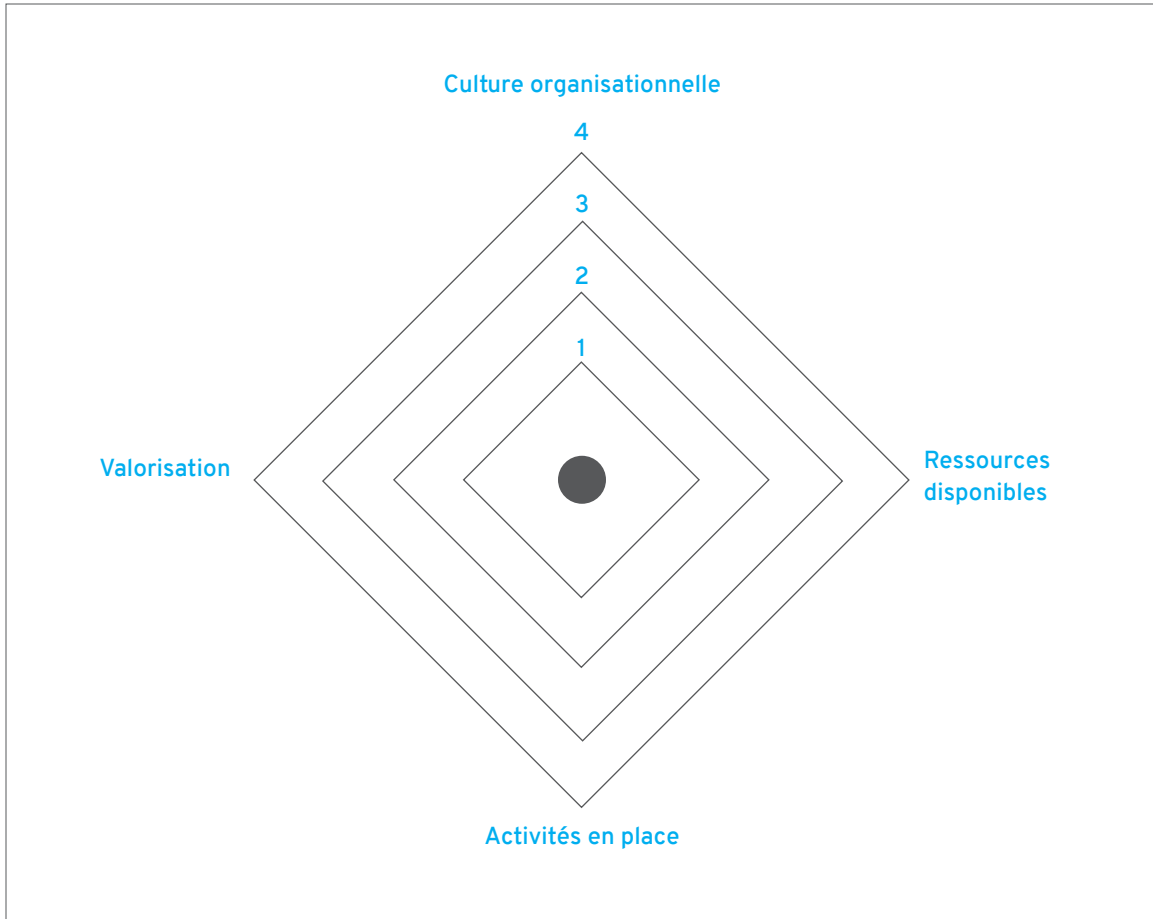 Culture organisationnelle
4
3
2
1
Valorisation
Ressources
disponibles
Activités en place